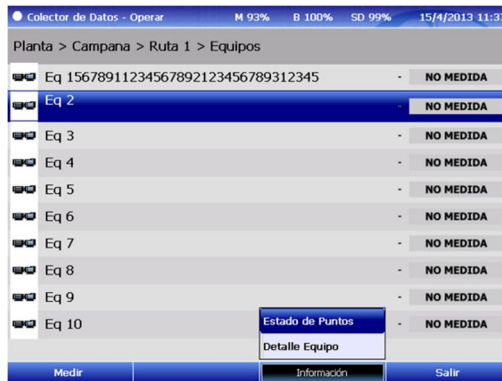 Colector de Datos - Operar M 93% B 100% SD 99% 15/4/2013 11:37
Planta > Campana > Ruta 1 > Equipos
Eq 15678911234567892123456789312345 - NO MEDIDA
Eq 2 - NO MEDIDA
Eq 3 - NO MEDIDA
Eq 4 - NO MEDIDA
Eq 5 - NO MEDIDA
Eq 6 - NO MEDIDA
Eq 7 - NO MEDIDA
Eq 8 - NO MEDIDA
Eq 9 - NO MEDIDA
Eq 10 - NO MEDIDA
Estado de Puntos
Detalle Equipo
Medir Información Salir